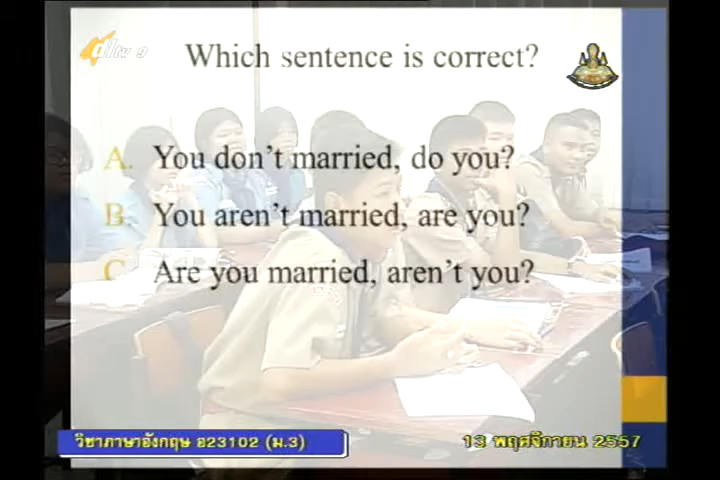 dltv 9
Which sentence is correct?
A. You don't married, do you?
B. You aren't married, are you?
C. Are you married, aren't you?
วิชาภาษาอังกฤษ อ23102 (ม.3)
13 พฤศจิกายน 2557